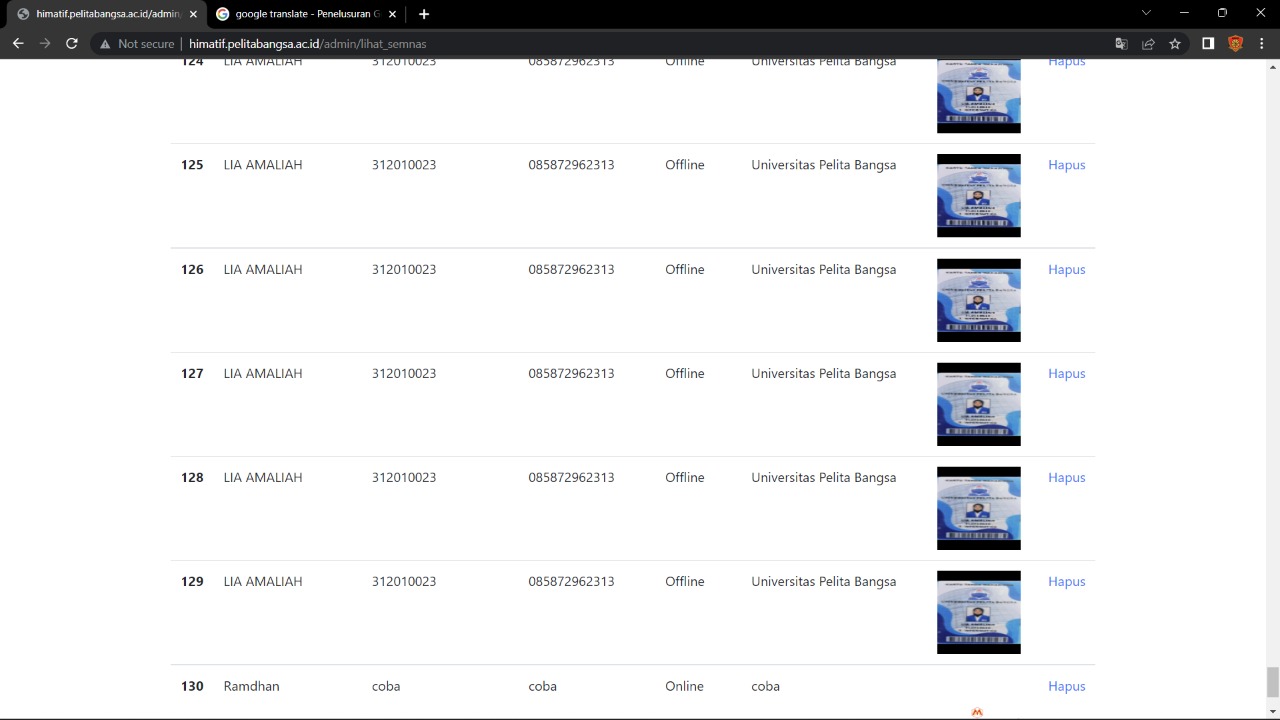 himatif.pelitabangsa.ac.id/admin
google translate - Penelusuran G
Not secure
himatif.pelitabangsa.ac.id/admin/lihat_semnas
124 LIA AMALIAH 312010023 085872962313 Offline Universitas Pelita Bangsa Hapus
125 LIA AMALIAH 312010023 085872962313 Offline Universitas Pelita Bangsa Hapus
126 LIA AMALIAH 312010023 085872962313 Offline Universitas Pelita Bangsa Hapus
127 LIA AMALIAH 312010023 085872962313 Offline Universitas Pelita Bangsa Hapus
128 LIA AMALIAH 312010023 085872962313 Offline Universitas Pelita Bangsa Hapus
129 LIA AMALIAH 312010023 085872962313 Offline Universitas Pelita Bangsa Hapus
130 Ramdhan coba coba Online coba Hapus